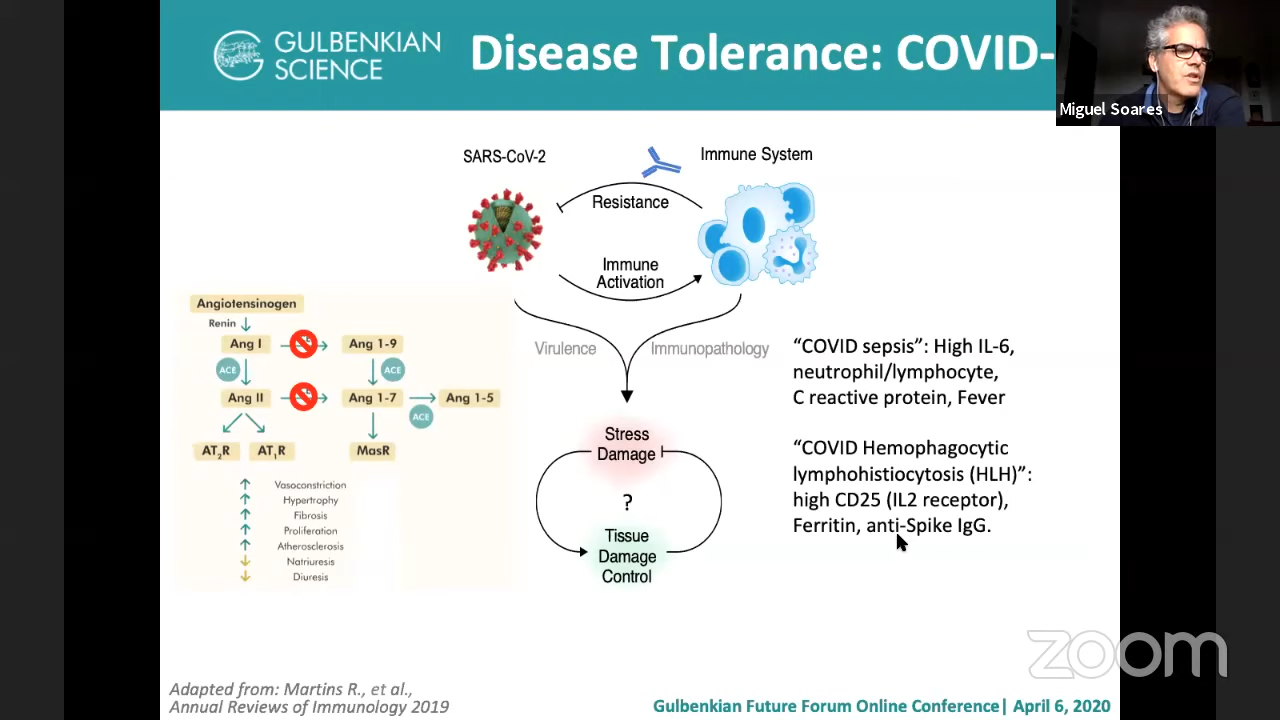 GULBENKIAN
SCIENCE
Disease Tolerance: COVID-
Miguel Soares
SARS-CoV-2
Immune System
Resistance
Immune
Activation
Virulence
Immunopathology
Stress
Damage
?
Tissue
Damage
Control
Angiotensinogen
Renin
Ang I
Ang 1-9
ACE
ACE
Ang II
Ang 1-7
Ang 1-5
ACE
AT2R
AT1R
MasR
Vasoconstriction
Hypertrophy
Fibrosis
Proliferation
Atherosclerosis
Natriuresis
Diuresis
“COVID sepsis”: High IL-6,
neutrophil/lymphocyte,
C reactive protein, Fever
“COVID Hemophagocytic
lymphohistiocytosis (HLH)”:
high CD25 (IL2 receptor),
Ferritin, anti-Spike IgG.
zoom
Adapted from: Martins R., et al.,
Annual Reviews of Immunology 2019
Gulbenkian Future Forum Online Conference| April 6, 2020